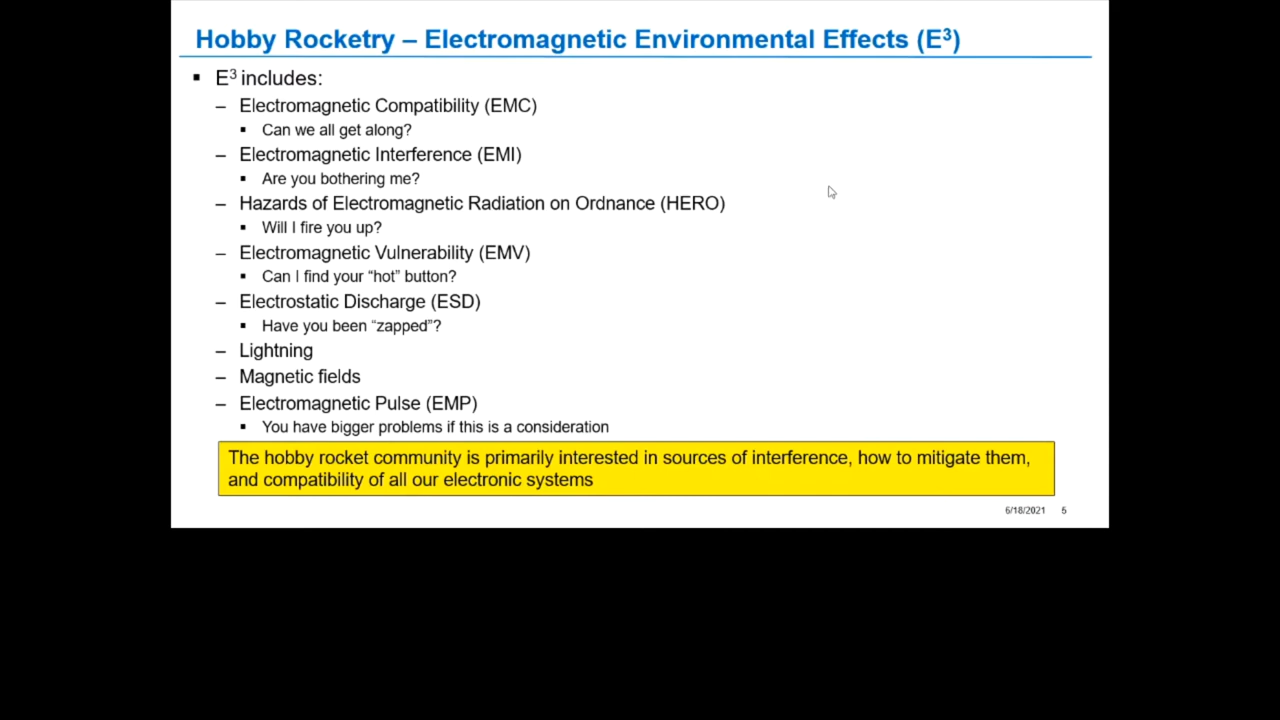 Hobby Rocketry – Electromagnetic Environmental Effects (E³)
▪ E³ includes:
– Electromagnetic Compatibility (EMC)
▪ Can we all get along?
– Electromagnetic Interference (EMI)
▪ Are you bothering me?
– Hazards of Electromagnetic Radiation on Ordnance (HERO)
▪ Will I fire you up?
– Electromagnetic Vulnerability (EMV)
▪ Can I find your “hot” button?
– Electrostatic Discharge (ESD)
▪ Have you been “zapped”?
– Lightning
– Magnetic fields
– Electromagnetic Pulse (EMP)
▪ You have bigger problems if this is a consideration
The hobby rocket community is primarily interested in sources of interference, how to mitigate them,
and compatibility of all our electronic systems
6/18/2021 5